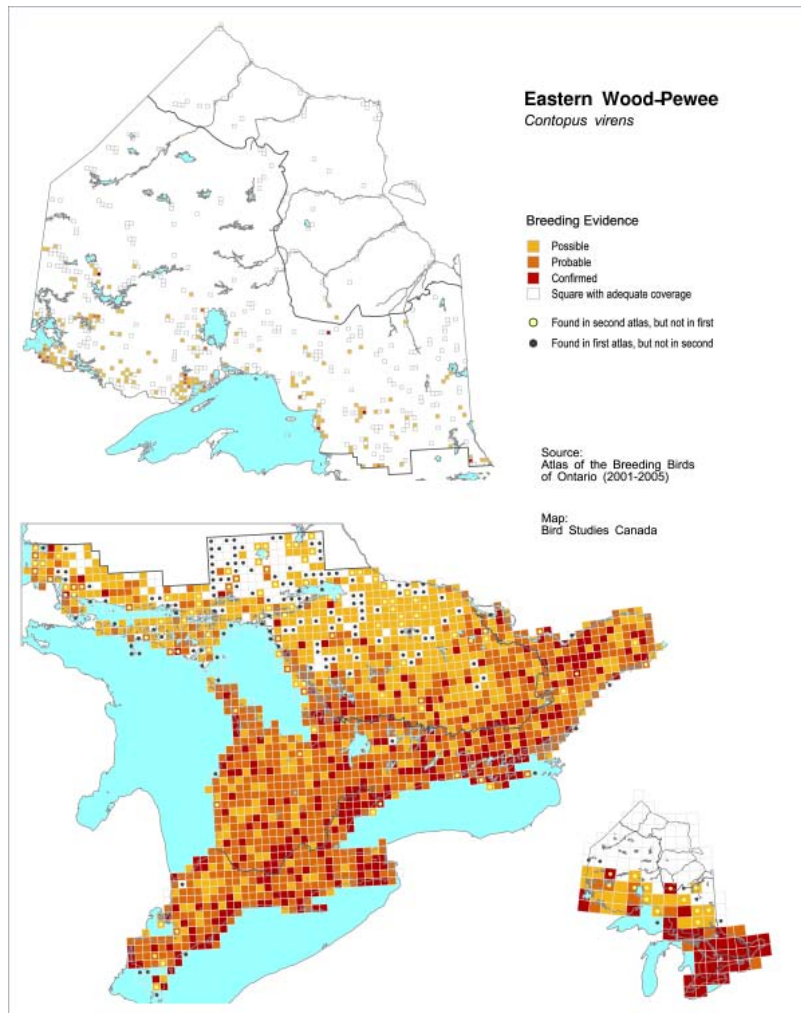 Eastern Wood-Pewee
Contopus virens
Breeding Evidence
Possible
Probable
Confirmed
Square with adequate coverage
Found in second atlas, but not in first
Found in first atlas, but not in second
Source:
Atlas of the Breeding Birds
of Ontario (2001-2005)
Map:
Bird Studies Canada